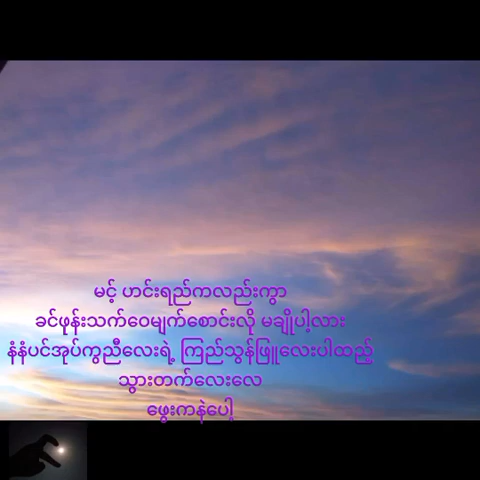 မင့် ဟင်းရည်ကလည်းကွာ
ခင်ဖုန်းသက်ဝေမျက်စောင်းလို မချိုပါ့လား
နံနံပင်အုပ်ကွညီလေးရဲ့ ကြည်သွန်ဖြူလေးပါထည့်
သွားတက်လေးလေ
ဖွေးကနဲပေါ့